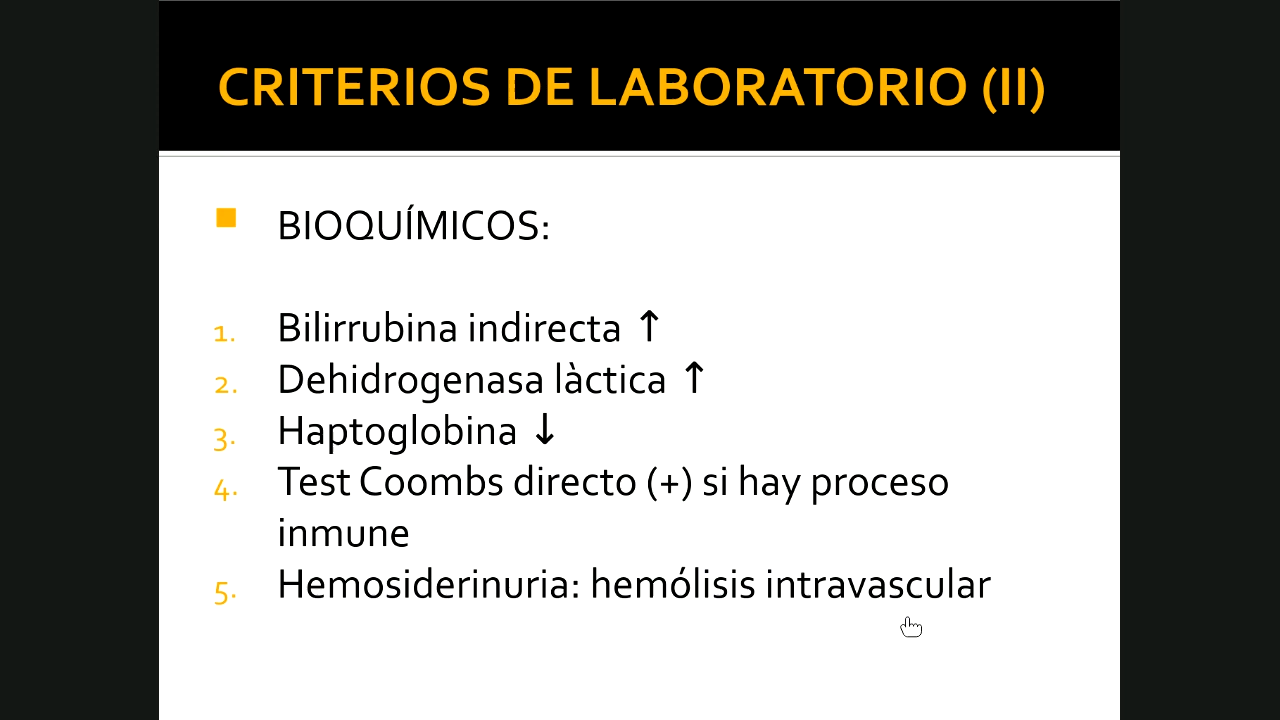 CRITERIOS DE LABORATORIO (II)
BIOQUÍMICOS:
1. Bilirrubina indirecta ↑
2. Dehidrogenasa làctica ↑
3. Haptoglobina ↓
4. Test Coombs directo (+) si hay proceso
inmune
5. Hemosiderinuria: hemólisis intravascular